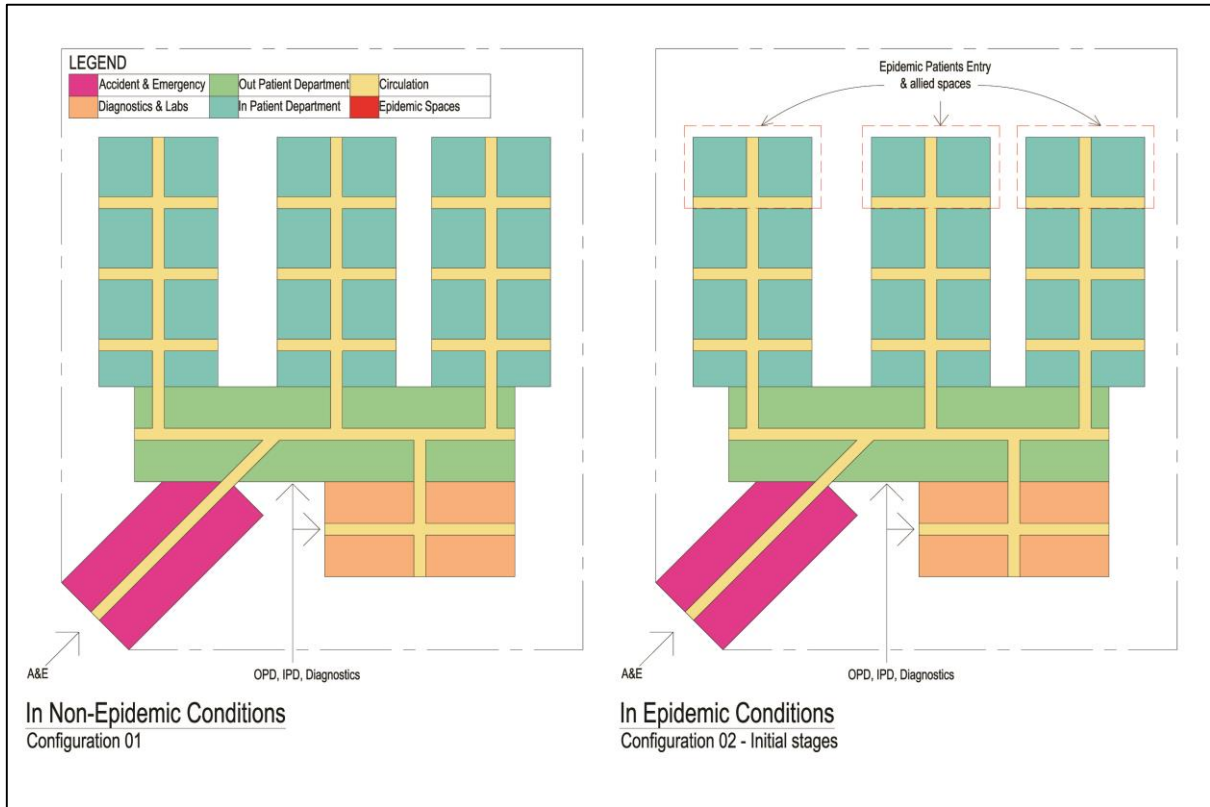 LEGEND
Accident & Emergency Out Patient Department Circulation
Diagnostics & Labs In Patient Department Epidemic Spaces
A&E
OPD, IPD, Diagnostics
In Non-Epidemic Conditions
Configuration 01
Epidemic Patients Entry
& allied spaces
A&E
OPD, IPD, Diagnostics
In Epidemic Conditions
Configuration 02 - Initial stages